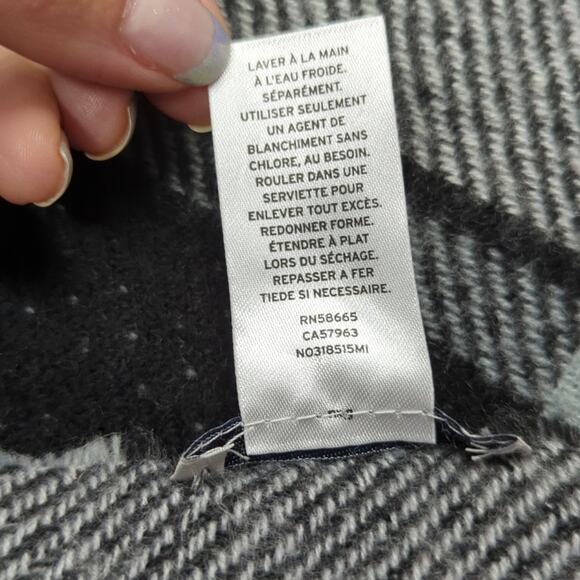 LAVER À LA MAIN
À L'EAU FROIDE.
SÉPARÉMENT.
UTILISER SEULEMENT
UN AGENT DE
BLANCHIMENT SANS
CHLORE, AU BESOIN.
ROULER DANS UNE
SERVIETTE POUR
ENLEVER TOUT EXCÈS.
REDONNER FORME.
ÉTENDRE À PLAT
LORS DU SÉCHAGE.
REPASSER A FER
TIEDE SI NECESSAIRE.
RN58665
CA57963
NO318515MI